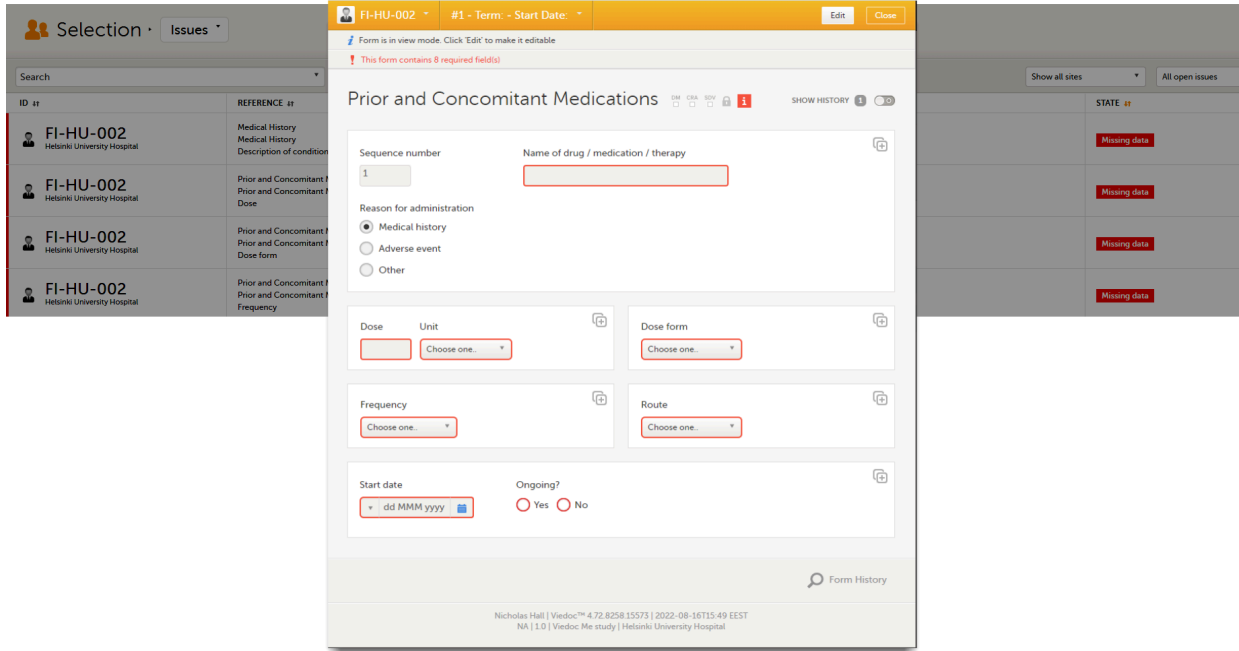 Selection · Issues
Search
Show all sites
All open issues
ID
REFERENCE
STATE
FI-HU-002
Helsinki University Hospital
Medical History
Medical History
Description of condition
Missing data
FI-HU-002
Helsinki University Hospital
Prior and Concomitant
Prior and Concomitant
Dose
Missing data
FI-HU-002
Helsinki University Hospital
Prior and Concomitant
Prior and Concomitant
Dose form
Missing data
FI-HU-002
Helsinki University Hospital
Prior and Concomitant
Prior and Concomitant
Frequency
Missing data
FI-HU-002 #1 - Term: - Start Date: Edit Close
i Form is in view mode. Click 'Edit' to make it editable
! This form contains 8 required field(s)
Prior and Concomitant Medications DM CRA SDV i SHOW HISTORY 1
Sequence number Name of drug / medication / therapy
1
Reason for administration
Medical history
Adverse event
Other
Dose Unit Dose form
Choose one.. Choose one..
Frequency Route
Choose one.. Choose one..
Start date Ongoing?
dd MMM yyyy Yes No
Form History
Nicholas Hall | Viedoc™ 4.72.8258.15573 | 2022-08-16T15:49 EEST
NA | 1.0 | Viedoc Me study | Helsinki University Hospital